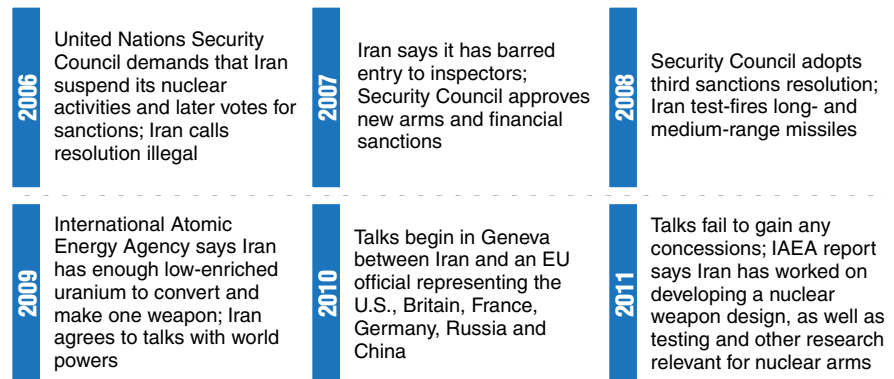 2006
United Nations Security
Council demands that Iran
suspend its nuclear
activities and later votes for
sanctions; Iran calls
resolution illegal
2007
Iran says it has barred
entry to inspectors;
Security Council approves
new arms and financial
sanctions
2008
Security Council adopts
third sanctions resolution;
Iran test-fires long- and
medium-range missiles
2009
International Atomic
Energy Agency says Iran
has enough low-enriched
uranium to convert and
make one weapon; Iran
agrees to talks with world
powers
2010
Talks begin in Geneva
between Iran and an EU
official representing the
U.S., Britain, France,
Germany, Russia and
China
2011
Talks fail to gain any
concessions; IAEA report
says Iran has worked on
developing a nuclear
weapon design, as well as
testing and other research
relevant for nuclear arms